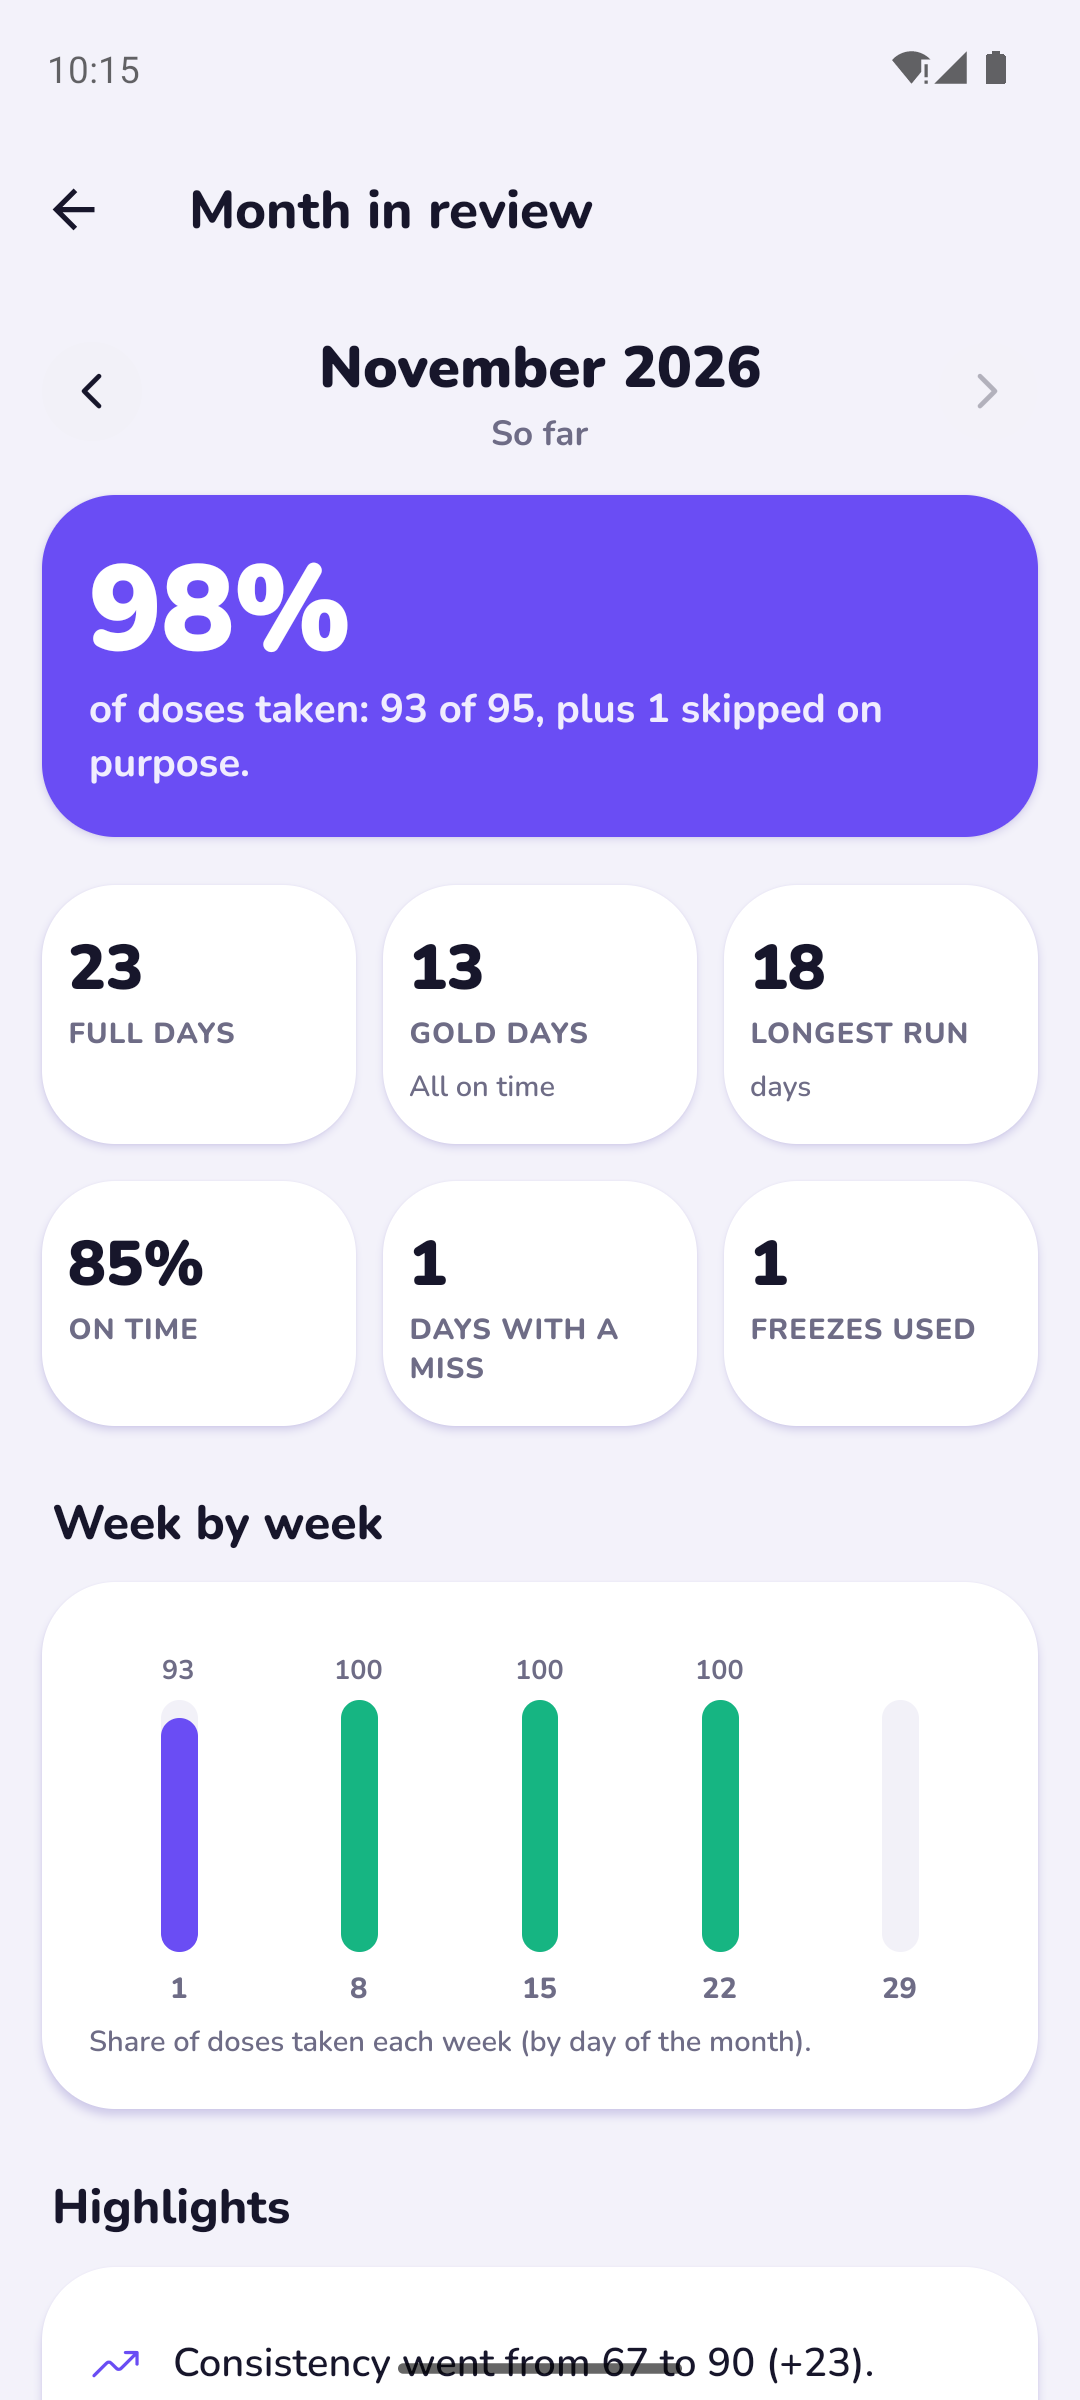 10:15
Month in review
November 2026
So far
98%
of doses taken: 93 of 95, plus 1 skipped on
purpose.
23
FULL DAYS
13
GOLD DAYS
All on time
18
LONGEST RUN
days
85%
ON TIME
1
DAYS WITH A
MISS
1
FREEZES USED
Week by week
93 100 100 100
1 8 15 22 29
Share of doses taken each week (by day of the month).
Highlights
Consistency went from 67 to 90 (+23).